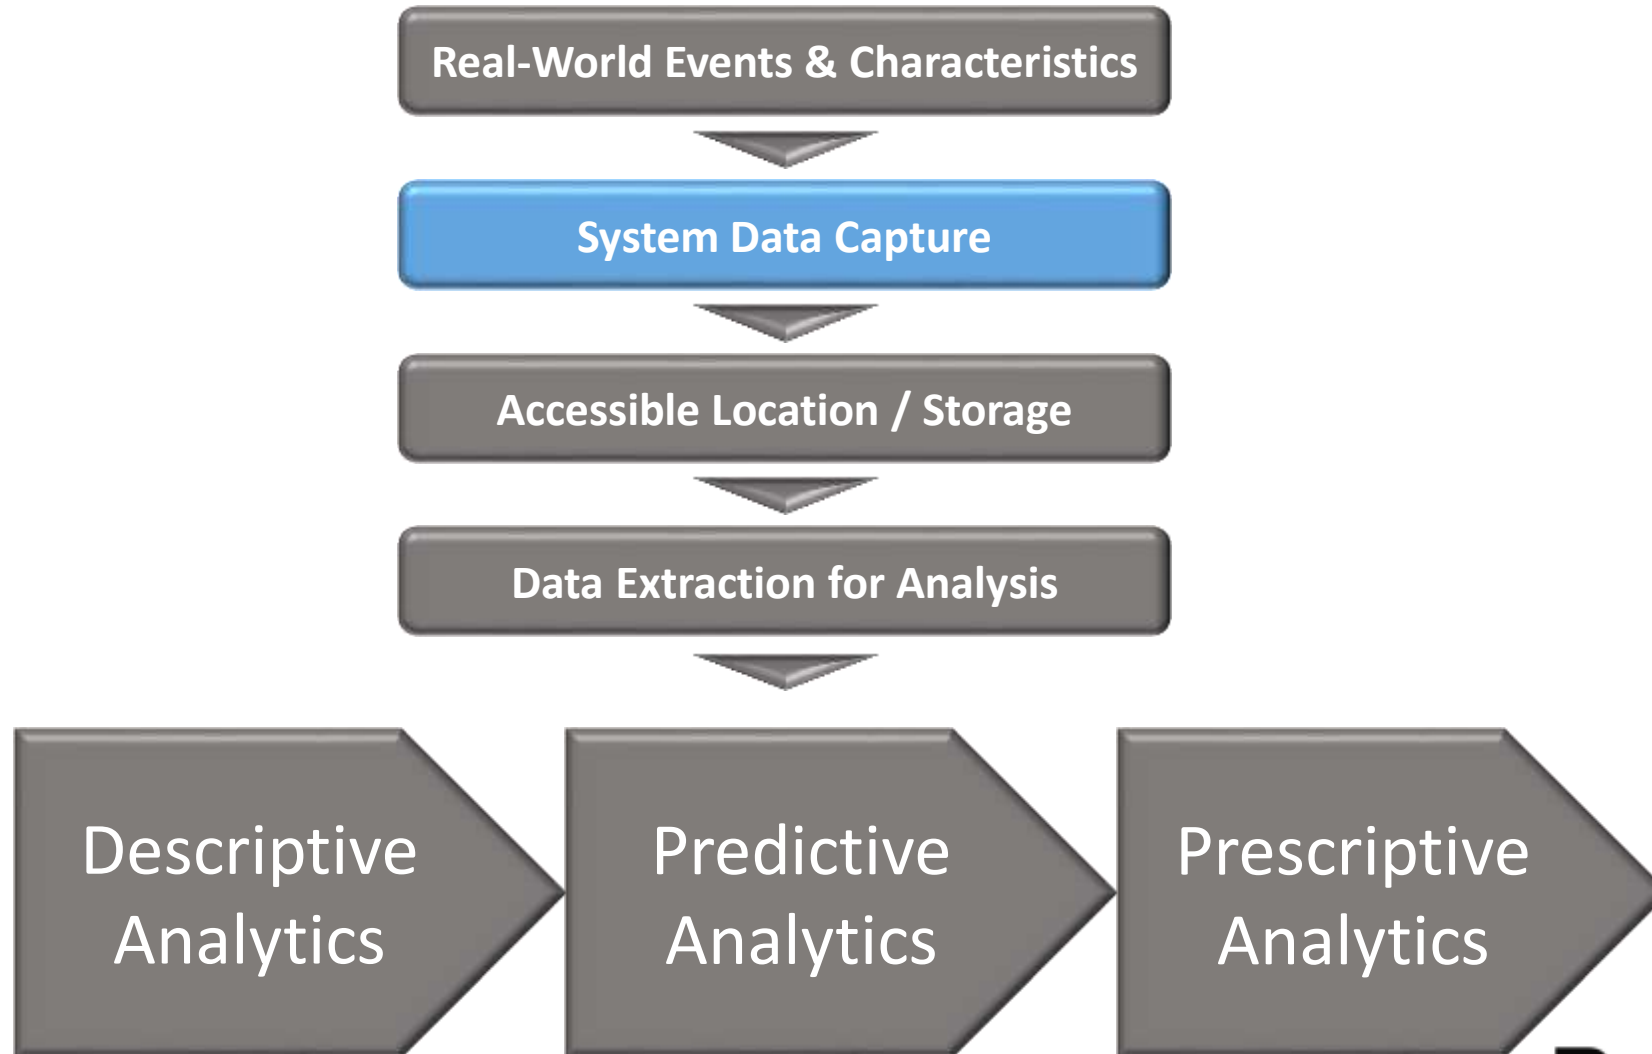 Real-World Events & Characteristics
System Data Capture
Accessible Location / Storage
Data Extraction for Analysis
Descriptive
Analytics
Predictive
Analytics
Prescriptive
Analytics